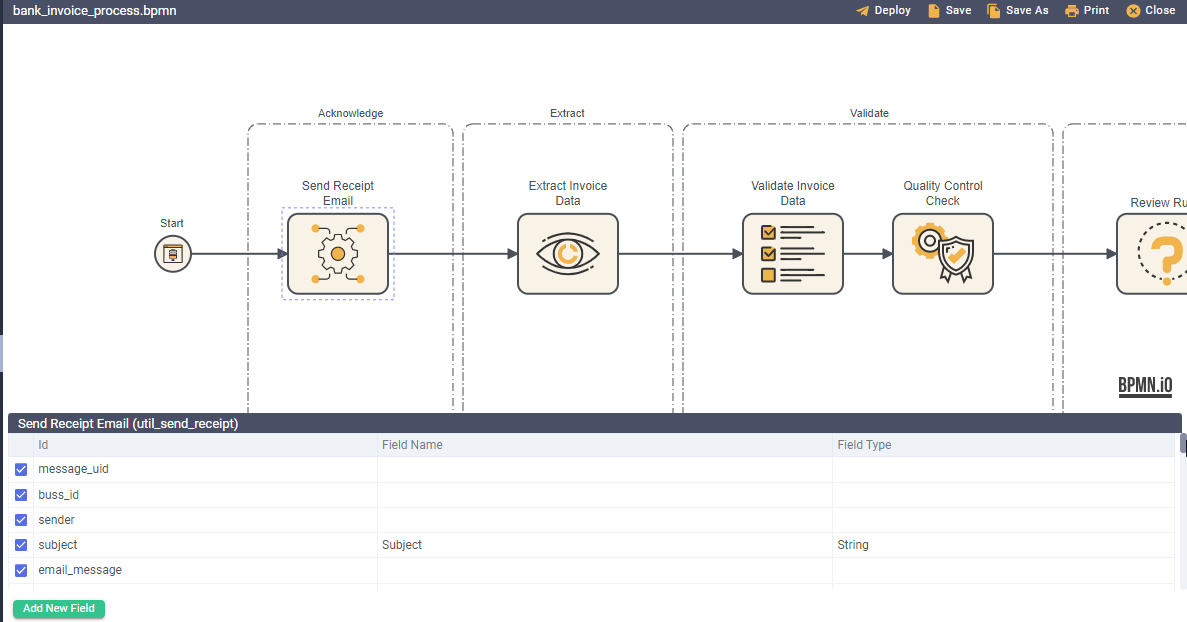 bank_invoice_process.bpmn
Deploy
Save
Save As
Print
Close
Acknowledge
Extract
Validate
Send Receipt
Email
Extract Invoice
Data
Validate Invoice
Data
Quality Control
Check
Review Ru
Start
BPMN.iO
Send Receipt Email (util_send_receipt)
Id Field Name Field Type
message_uid
buss_id
sender
subject Subject String
email_message
Add New Field